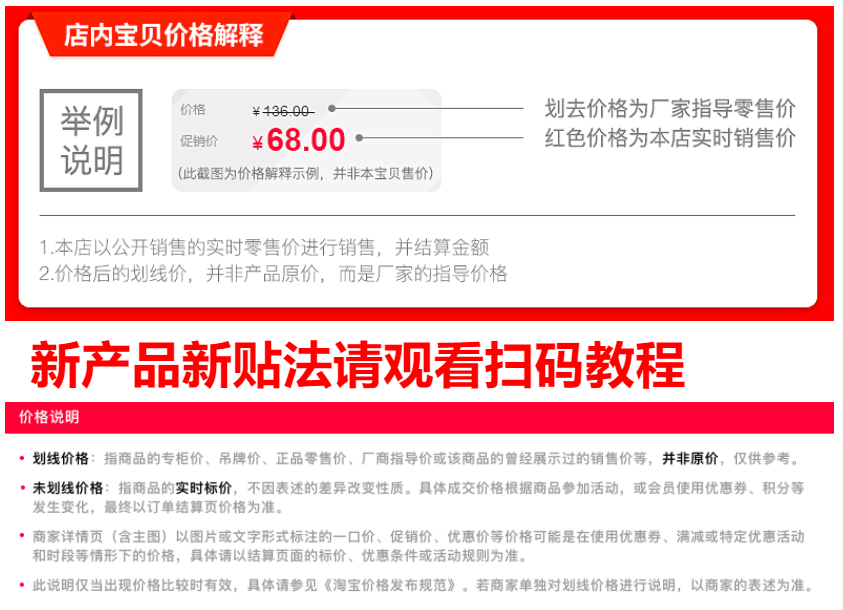 店内宝贝价格解释
举例
说明
价格 ¥136.00 划去价格为厂家指导零售价
促销价 ¥68.00 红色价格为本店实时销售价
(此截图为价格解释示例，并非本宝贝售价)
1.本店以公开销售的实时零售价进行销售，并结算金额
2.价格后的划线价，并非产品原价，而是厂家的指导价格
新产品新贴法请观看扫码教程
价格说明
• 划线价格：指商品的专柜价、吊牌价、正品零售价、厂商指导价或该商品的曾经展示过的销售价等，并非原价，仅供参考。
• 未划线价格：指商品的实时标价，不因表述的差异改变性质。具体成交价格根据商品参加活动，或会员使用优惠券、积分等
发生变化，最终以订单结算页价格为准。
• 商家详情页（含主图）以图片或文字形式标注的一口价、促销价、优惠价等价格可能是在使用优惠券、满减或特定优惠活动
和时段等情形下的价格，具体请以结算页面的标价、优惠条件或活动规则为准。
• 此说明仅当出现价格比较时有效，具体请参见《淘宝价格发布规范》。若商家单独对划线价格进行说明，以商家的表述为准。